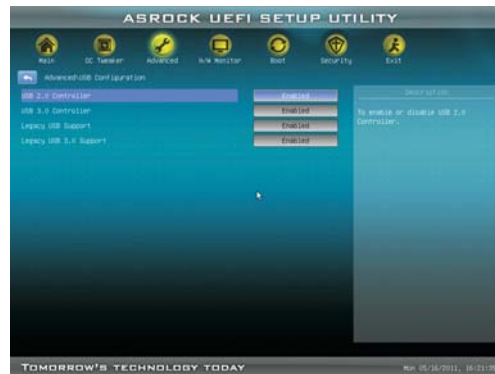 ASROCK UEFI SETUP UTILITY
Main OC Tweaker Advanced H/W Monitor Boot Security Exit
Advanced\USB Configuration
USB 2.0 Controller Enabled
USB 3.0 Controller Enabled
Legacy USB Support Enabled
Legacy USB 3.0 Support Enabled
Description
To enable or disable USB 2.0
Controller.
TOMORROW'S TECHNOLOGY TODAY
Mon 05/16/2011,